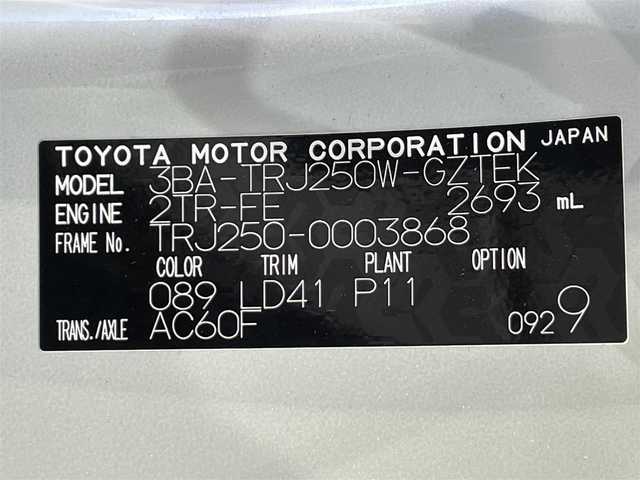 TOYOTA MOTOR CORPORATION JAPAN
MODEL 3BA-TRJ250W-GZTEK
ENGINE 2TR-FE 2693 mL
FRAME No. TRJ250-0003868
COLOR TRIM PLANT OPTION
089 LD41 P11
TRANS./AXLE AC60F 0929